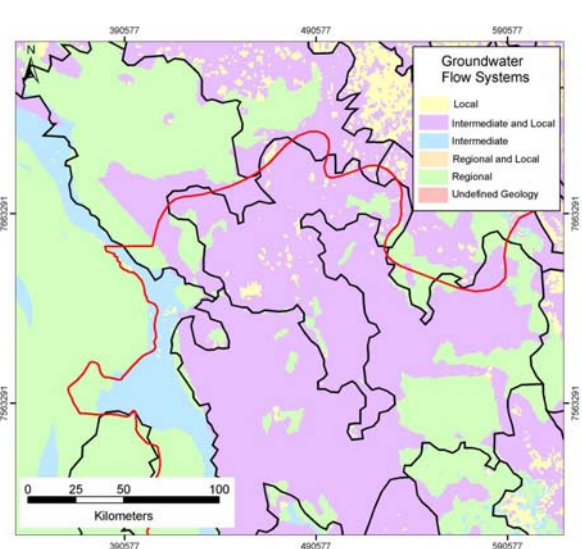 390577 490577 590577
N
Groundwater
Flow Systems
Local
Intermediate and Local
Intermediate
Regional and Local
Regional
Undefined Geology
7663291 7663291
7563291 7563291
0 25 50 100
Kilometers
390577 490577 590577